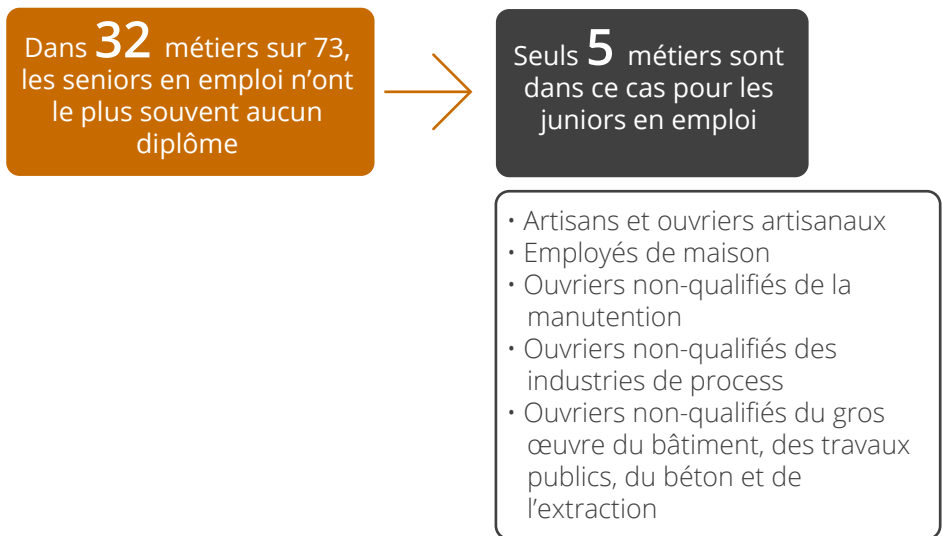 Dans 32 métiers sur 73,
les seniors en emploi n'ont
le plus souvent aucun
diplôme
Seuls 5 métiers sont
dans ce cas pour les
juniors en emploi
• Artisans et ouvriers artisanaux
• Employés de maison
• Ouvriers non-qualifiés de la
manutention
• Ouvriers non-qualifiés des
industries de process
• Ouvriers non-qualifiés du gros
œuvre du bâtiment, des travaux
publics, du béton et de
l'extraction